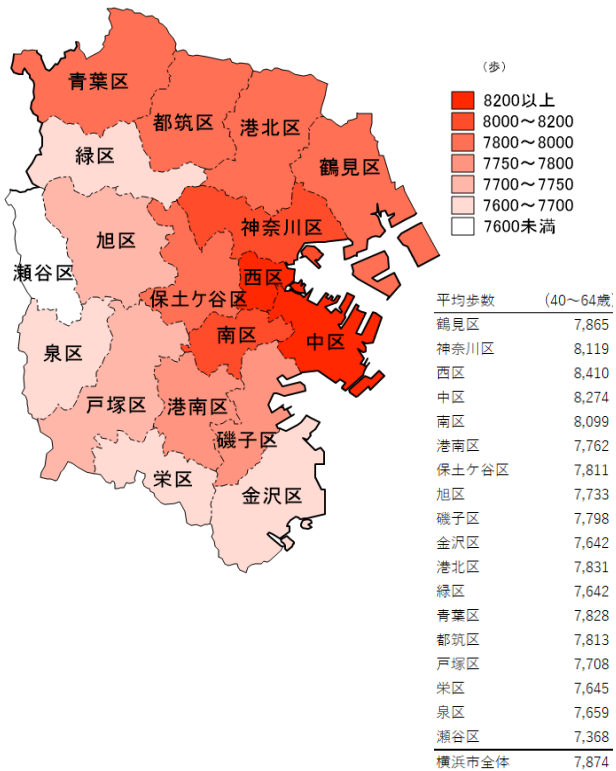 青葉区
都筑区
港北区
緑区
鶴見区
神奈川区
旭区
瀬谷区
西区
保土ケ谷区
南区
中区
泉区
戸塚区
港南区
磯子区
栄区
金沢区
（歩）
8200以上
8000～8200
7800～8000
7750～7800
7700～7750
7600～7700
7600未満
平均歩数 （40～64歳）
鶴見区 7,865
神奈川区 8,119
西区 8,410
中区 8,274
南区 8,099
港南区 7,762
保土ケ谷区 7,811
旭区 7,733
磯子区 7,798
金沢区 7,642
港北区 7,831
緑区 7,642
青葉区 7,828
都筑区 7,813
戸塚区 7,708
栄区 7,645
泉区 7,659
瀬谷区 7,368
横浜市全体 7,874